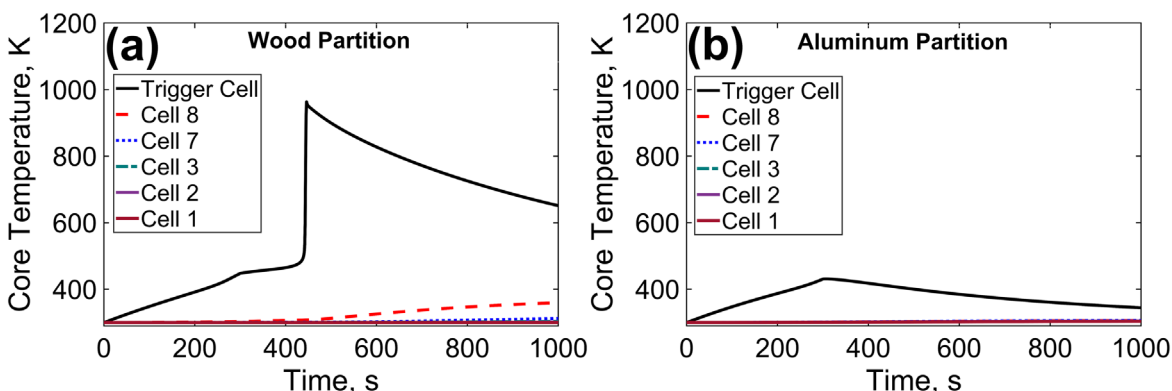 (a)
Wood Partition
Trigger Cell
Cell 8
Cell 7
Cell 3
Cell 2
Cell 1
1200
1000
800
600
400
0
200
400
600
800
1000
Core Temperature, K
Time, s
(b)
Aluminum Partition
Trigger Cell
Cell 8
Cell 7
Cell 3
Cell 2
Cell 1
1200
1000
800
600
400
0
200
400
600
800
1000
Core Temperature, K
Time, s